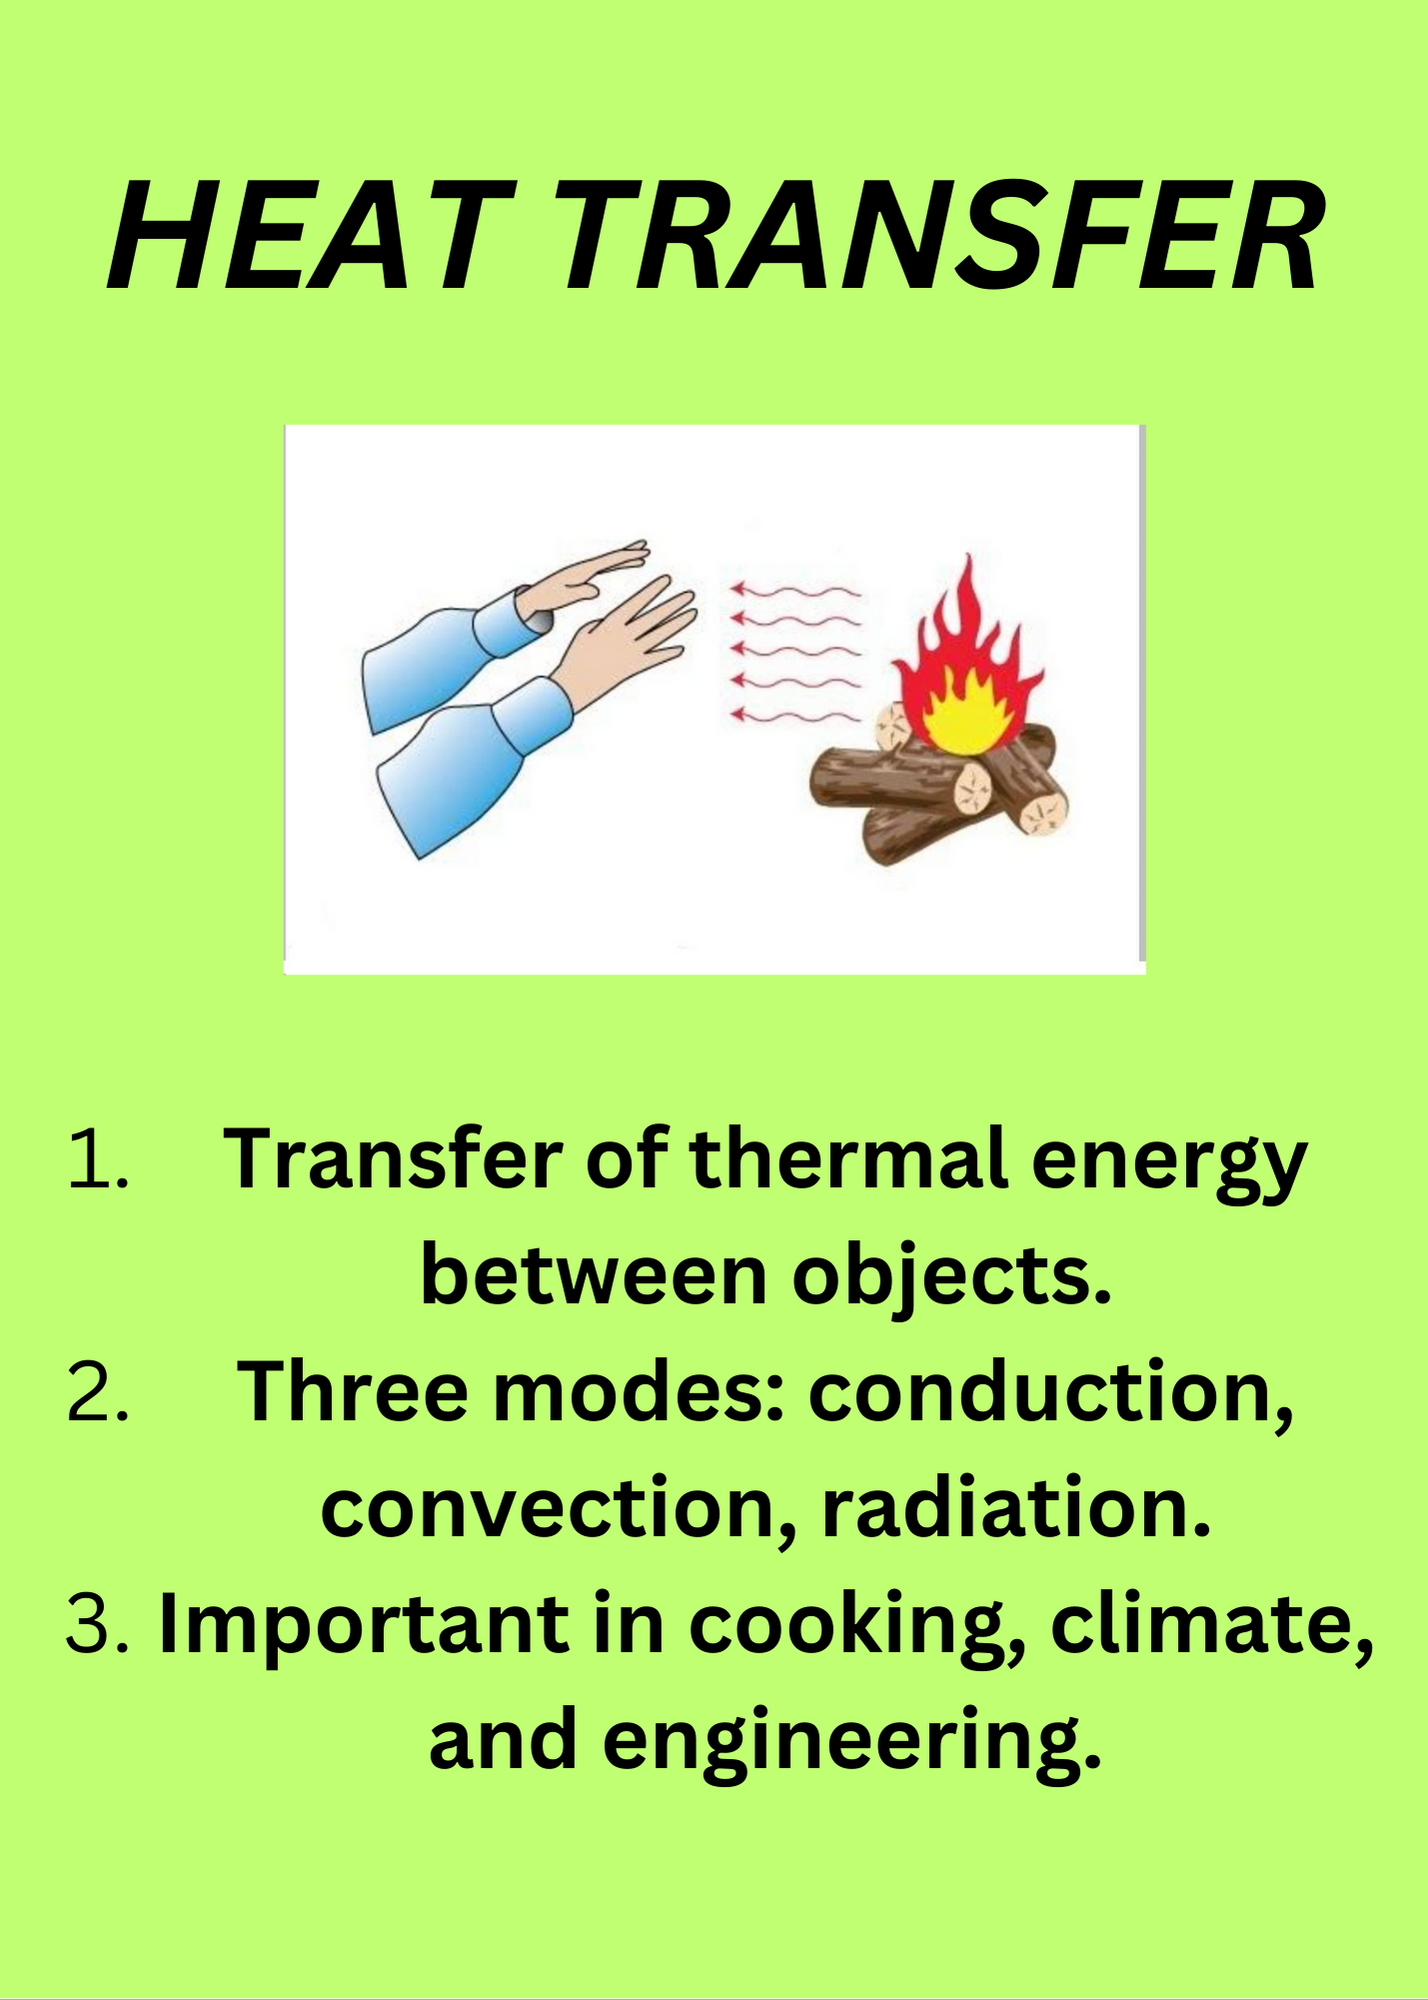 HEAT TRANSFER
1. Transfer of thermal energy
between objects.
2. Three modes: conduction,
convection, radiation.
3. Important in cooking, climate,
and engineering.